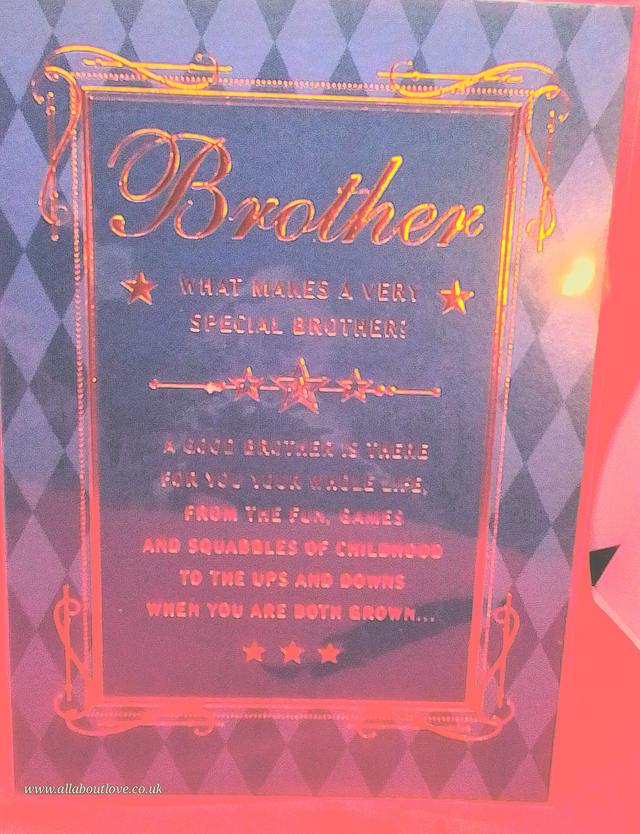 Brother
WHAT MAKES A VERY
SPECIAL BROTHER?
A GOOD BROTHER IS THERE
FOR YOU YOUR WHOLE LIFE,
FROM THE FUN, GAMES
AND SQUABBLES OF CHILDHOOD
TO THE UPS AND DOWNS
WHEN YOU ARE BOTH GROWN...
www.allaboutlove.co.uk